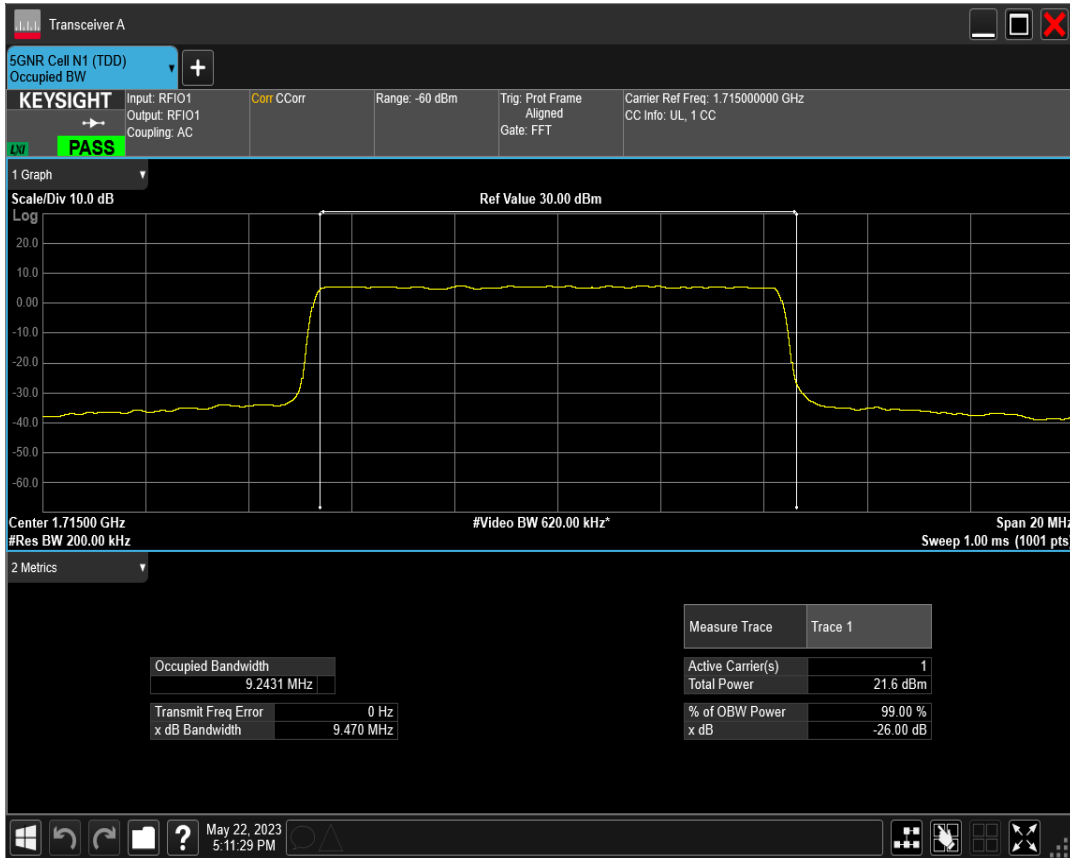 Transceiver A
5GNR Cell N1 (TDD)
Occupied BW
+
KEYSIGHT
LXI
PASS
Input: RFIO1
Output: RFIO1
Coupling: AC
Corr CCorr
Range: -60 dBm
Trig: Prot Frame
Aligned
Gate: FFT
Carrier Ref Freq: 1.715000000 GHz
CC Info: UL, 1 CC
1 Graph
Scale/Div 10.0 dB
Ref Value 30.00 dBm
Log
20.0
10.0
0.00
-10.0
-20.0
-30.0
-40.0
-50.0
-60.0
Center 1.71500 GHz
#Video BW 620.00 kHz*
Span 20 MHz
#Res BW 200.00 kHz
Sweep 1.00 ms (1001 pts)
2 Metrics
Measure Trace Trace 1
Occupied Bandwidth
9.2431 MHz
Active Carrier(s) 1
Total Power 21.6 dBm
Transmit Freq Error 0 Hz
x dB Bandwidth 9.470 MHz
% of OBW Power 99.00 %
x dB -26.00 dB
?
May 22, 2023
5:11:29 PM